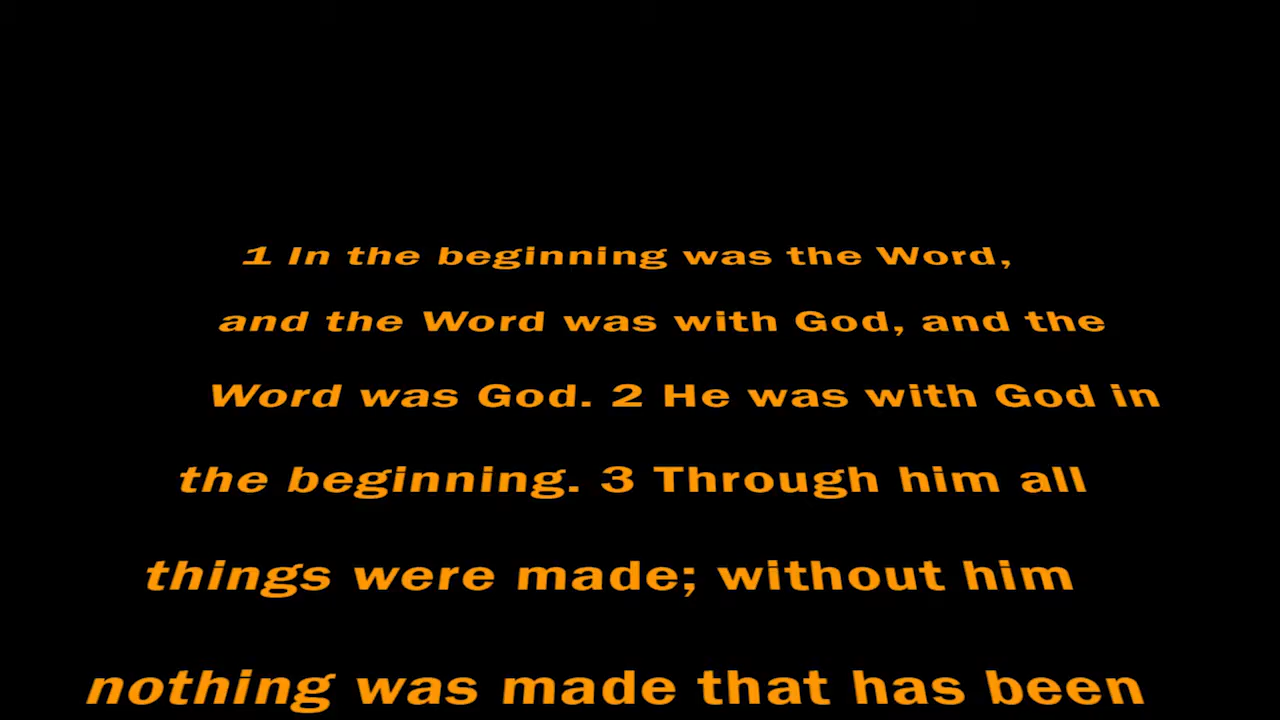 1 In the beginning was the Word,
and the Word was with God, and the
Word was God. 2 He was with God in
the beginning. 3 Through him all
things were made; without him
nothing was made that has been